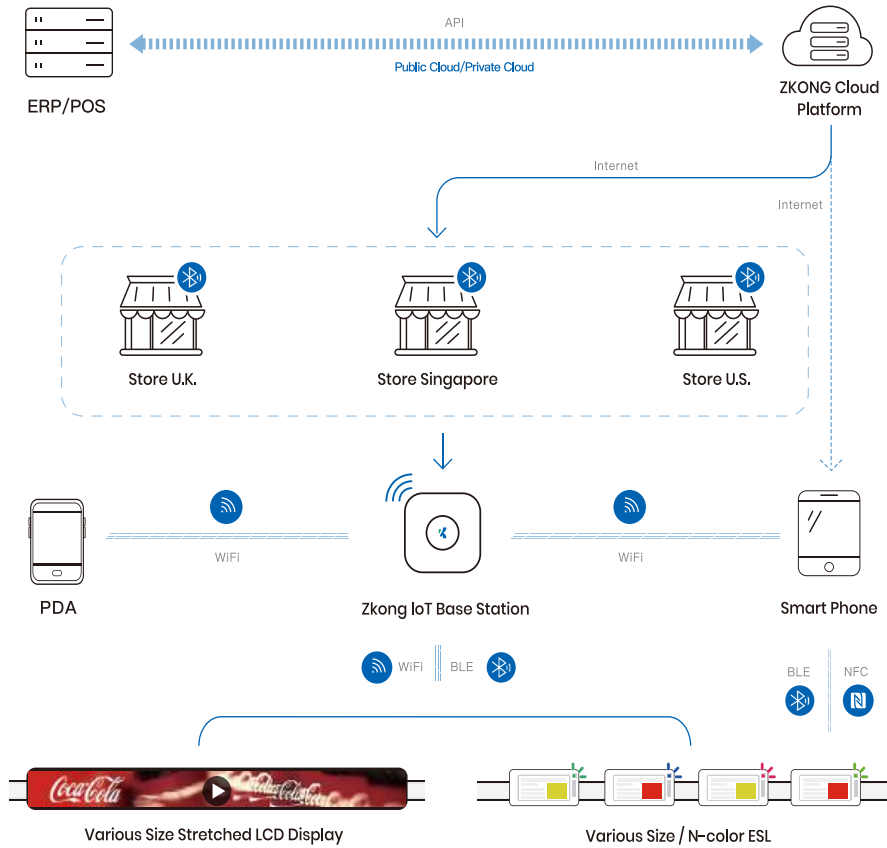 API
Public Cloud/Private Cloud
ERP/POS
ZKONG Cloud
Platform
Internet
Internet
Store U.K.
Store Singapore
Store U.S.
WiFi
WiFi
PDA
Zkong IoT Base Station
Smart Phone
WiFi
BLE
BLE
NFC
Coca-Cola
Various Size Stretched LCD Display
Various Size / N-color ESL